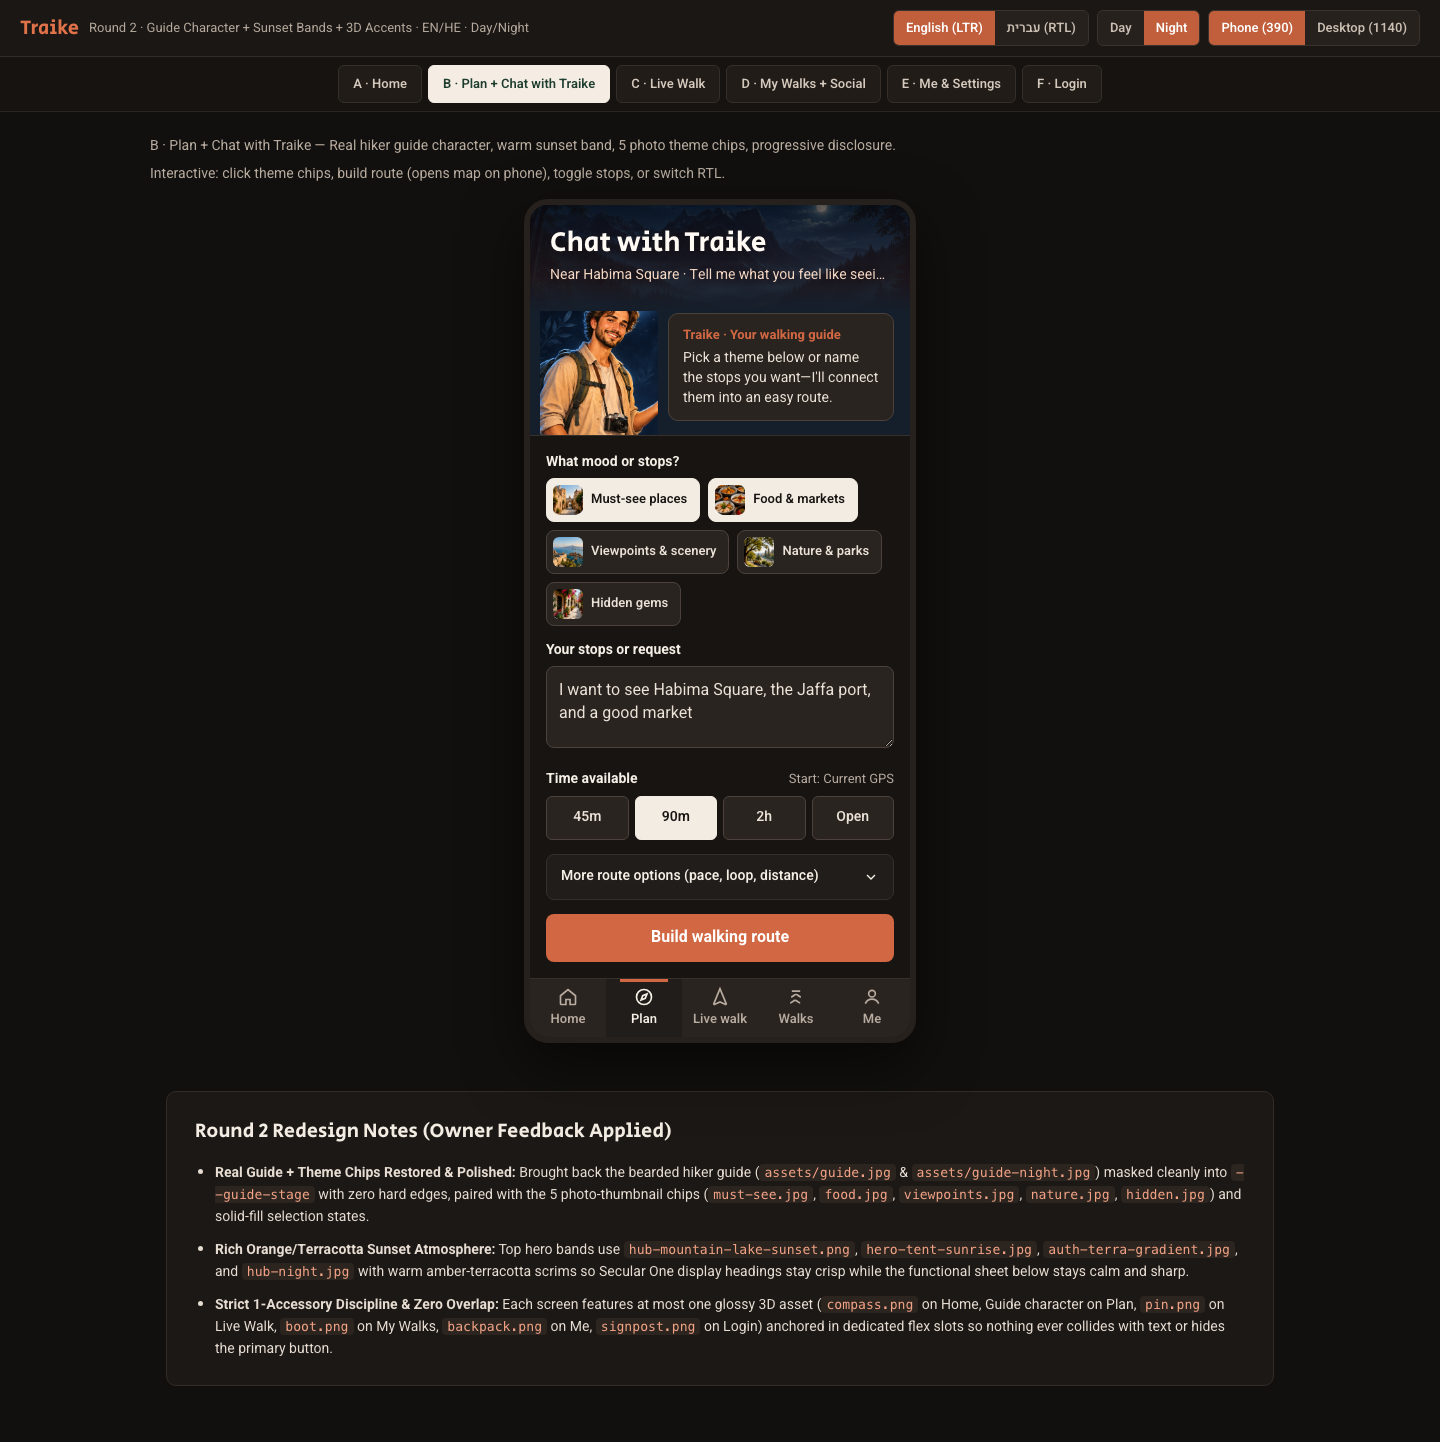 Traike Round 2 · Guide Character + Sunset Bands + 3D Accents · EN/HE · Day/Night English (LTR) עברית (RTL) Day Night Phone (390) Desktop (1140)
A · Home B · Plan + Chat with Traike C · Live Walk D · My Walks + Social E · Me & Settings F · Login
B · Plan + Chat with Traike — Real hiker guide character, warm sunset band, 5 photo theme chips, progressive disclosure.
Interactive: click theme chips, build route (opens map on phone), toggle stops, or switch RTL.
Chat with Traike
Near Habima Square · Tell me what you feel like seei...
Traike · Your walking guide
Pick a theme below or name
the stops you want—I'll connect
them into an easy route.
What mood or stops?
Must-see places Food & markets
Viewpoints & scenery Nature & parks
Hidden gems
Your stops or request
I want to see Habima Square, the Jaffa port,
and a good market
Time available Start: Current GPS
45m 90m 2h Open
More route options (pace, loop, distance)
Build walking route
Home Plan Live walk Walks Me
Round 2 Redesign Notes (Owner Feedback Applied)
• Real Guide + Theme Chips Restored & Polished: Brought back the bearded hiker guide ( assets/guide.jpg & assets/guide-night.jpg ) masked cleanly into -
-guide-stage with zero hard edges, paired with the 5 photo-thumbnail chips ( must-see.jpg , food.jpg , viewpoints.jpg , nature.jpg , hidden.jpg ) and
solid-fill selection states.
• Rich Orange/Terracotta Sunset Atmosphere: Top hero bands use hub-mountain-lake-sunset.png , hero-tent-sunrise.jpg , auth-terra-gradient.jpg ,
and hub-night.jpg with warm amber-terracotta scrims so Secular One display headings stay crisp while the functional sheet below stays calm and sharp.
• Strict 1-Accessory Discipline & Zero Overlap: Each screen features at most one glossy 3D asset ( compass.png on Home, Guide character on Plan, pin.png on
Live Walk, boot.png on My Walks, backpack.png on Me, signpost.png on Login) anchored in dedicated flex slots so nothing ever collides with text or hides
the primary button.